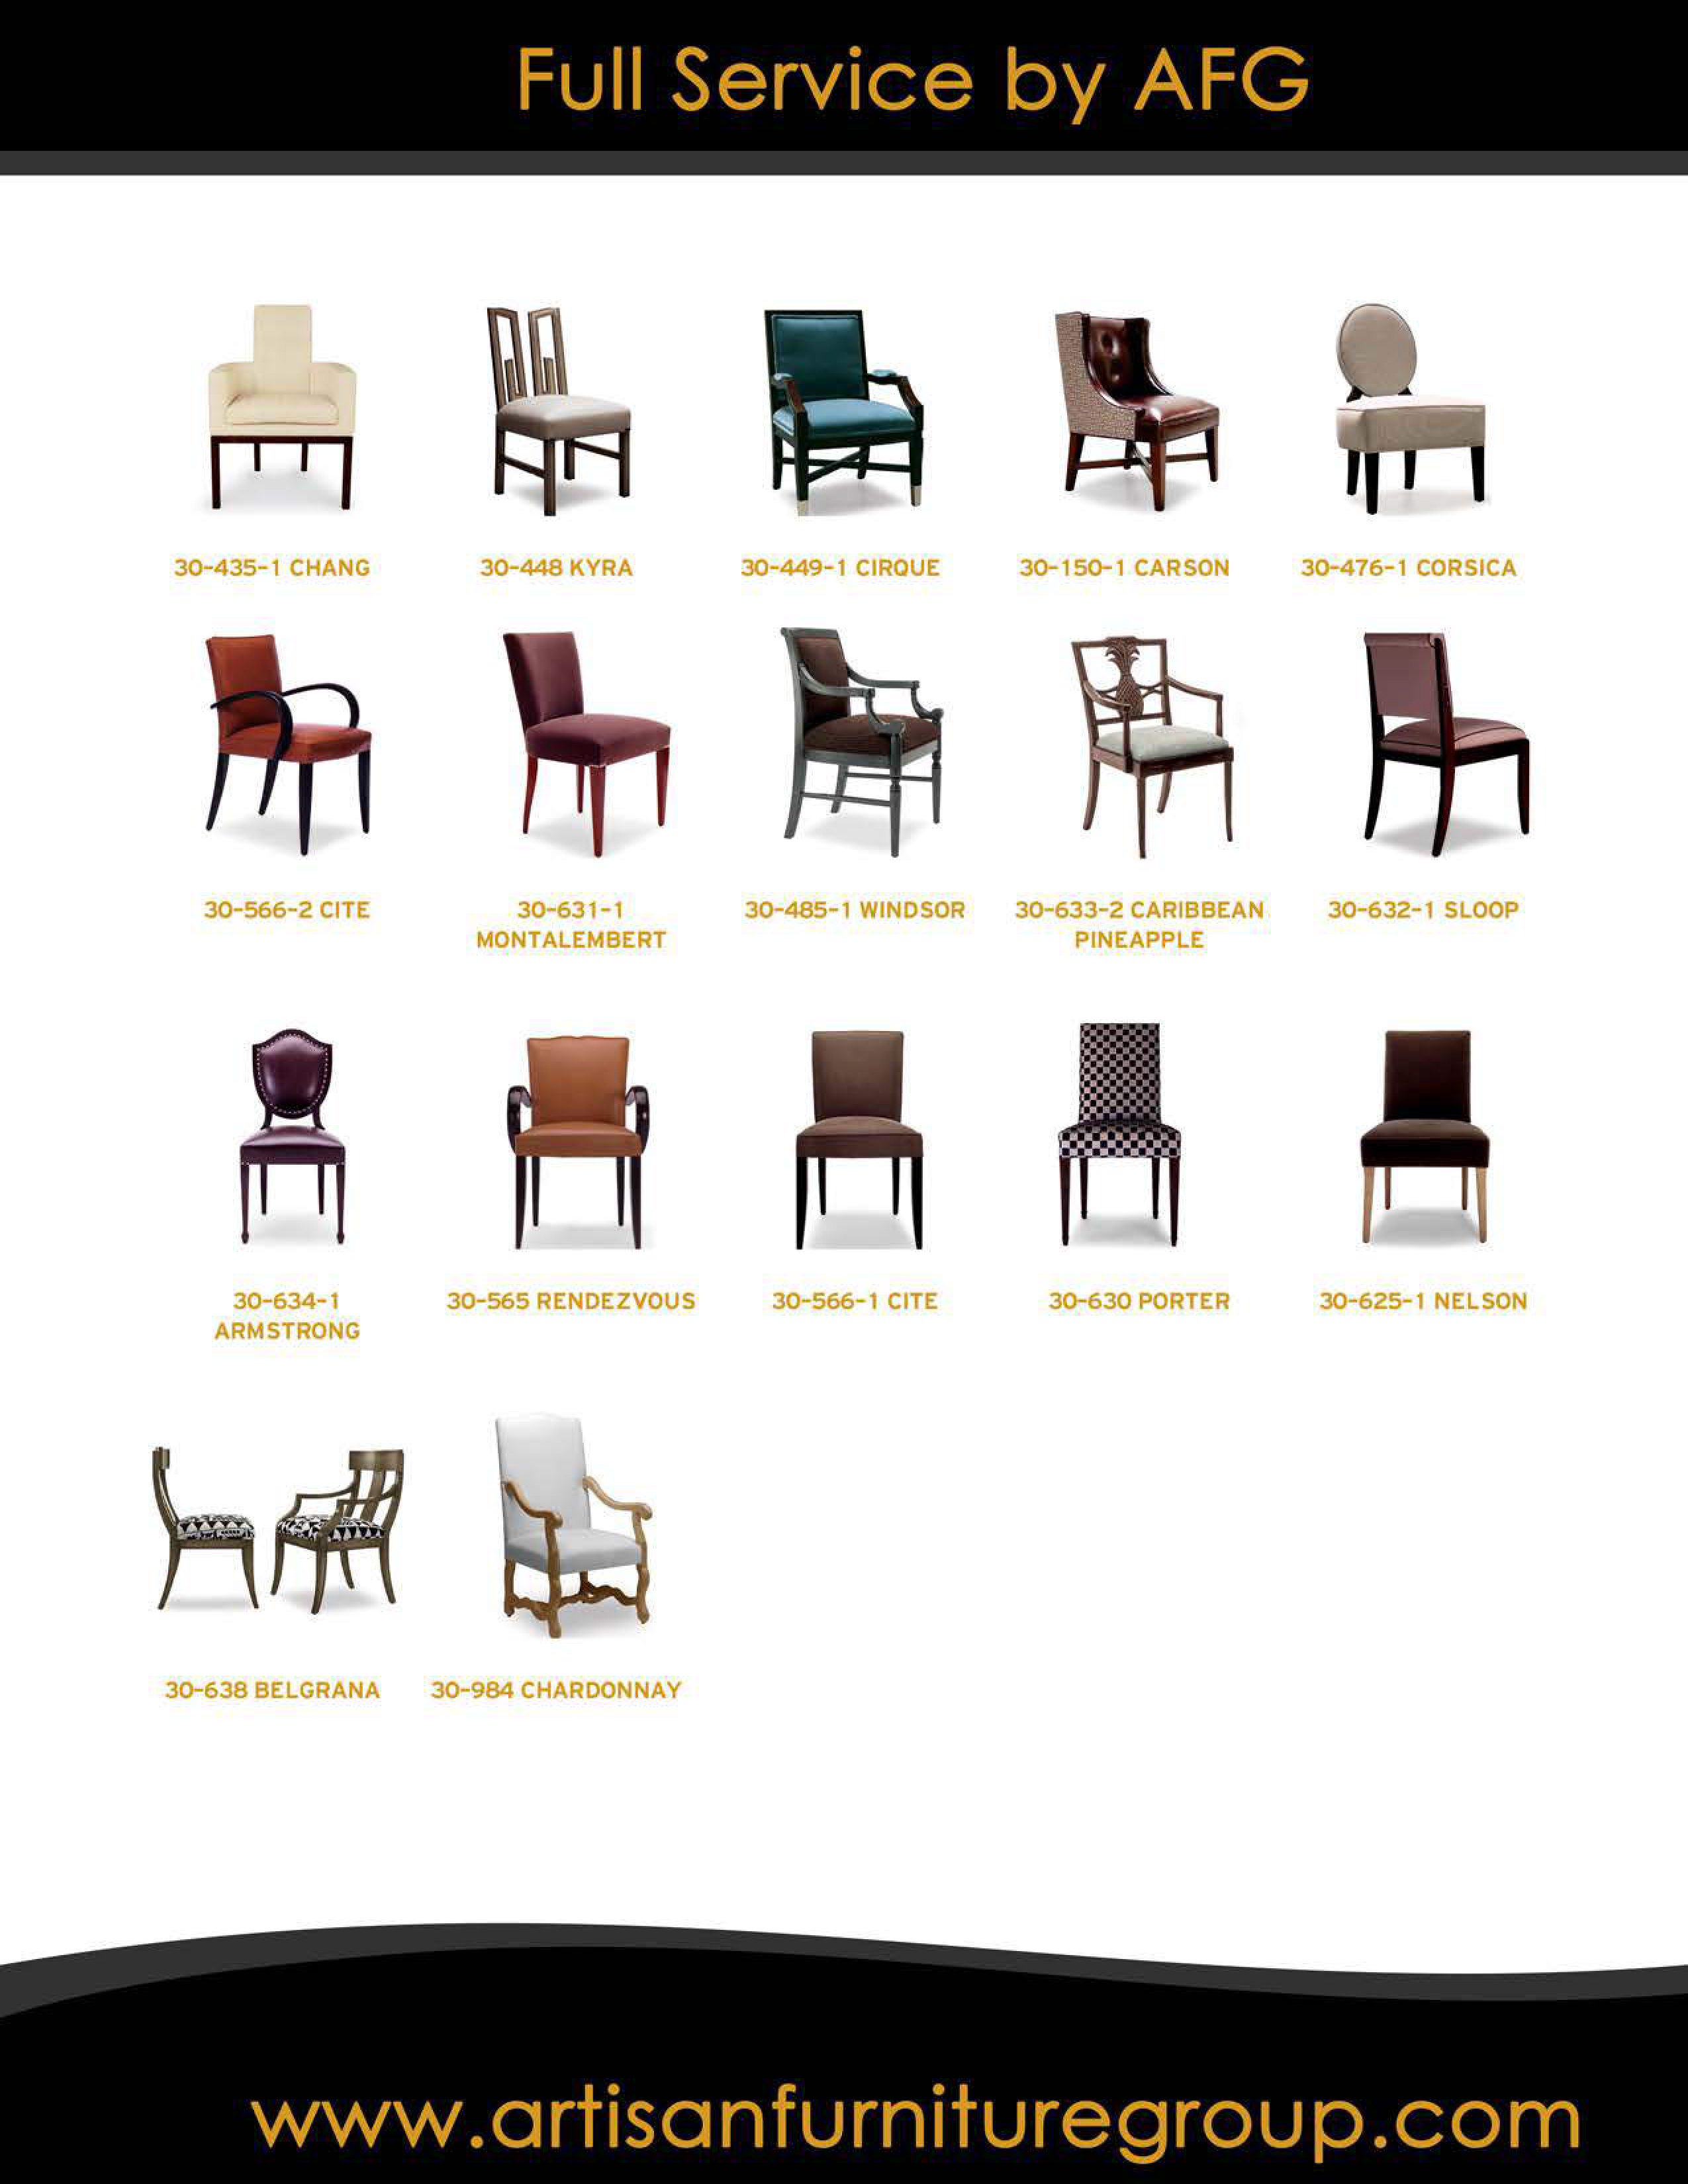 Full Service by AFG
30-435-1 CHANG
30-448 KYRA
30-449-1 CIRQUE
30-150-1 CARSON
30-476-1 CORSICA
30-566-2 CITE
30-631-1
MONTALEMBERT
30-485-1 WINDSOR
30-633-2 CARIBBEAN
PINEAPPLE
30-632-1 SLOOP
30-634-1
ARMSTRONG
30-565 RENDEZVOUS
30-566-1 CITE
30-630 PORTER
30-625-1 NELSON
30-638 BELGRANA
30-984 CHARDONNAY
www.artisanfurnituregroup.com